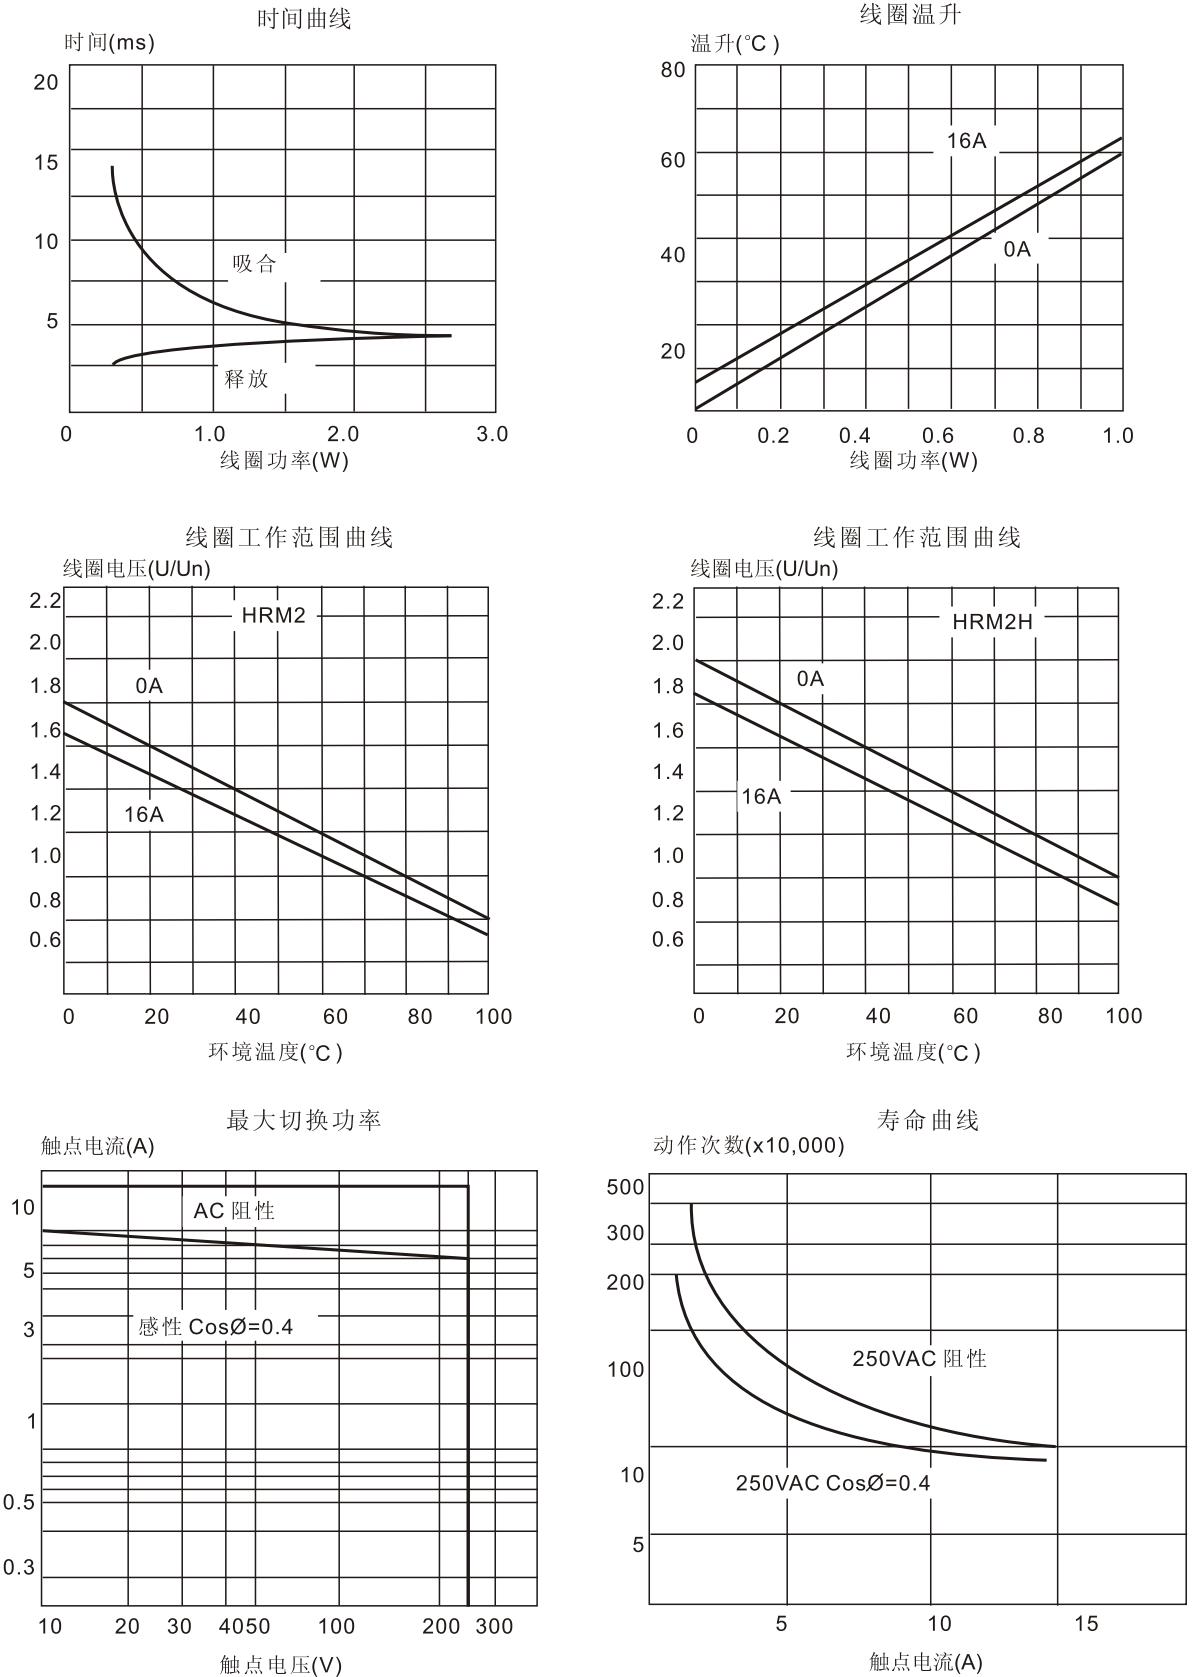 时间曲线
时间(ms)
20
15
10
5
吸合
释放
0 1.0 2.0 3.0
线圈功率(W)
线圈温升
温升(℃)
80
60
40
20
16A
0A
0 0.2 0.4 0.6 0.8 1.0
线圈功率(W)
线圈工作范围曲线
线圈电压(U/Un)
2.2
2.0
1.8
1.6
1.4
1.2
1.0
0.8
0.6
HRM2
0A
16A
0 20 40 60 80 100
环境温度(℃)
线圈工作范围曲线
线圈电压(U/Un)
2.2
2.0
1.8
1.6
1.4
1.2
1.0
0.8
0.6
HRM2H
0A
16A
0 20 40 60 80 100
环境温度(℃)
最大切换功率
触点电流(A)
10
5
3
1
0.5
0.3
AC 阻性
感性 CosØ=0.4
10 20 30 40 50 100 200 300
触点电压(V)
寿命曲线
动作次数(x10,000)
500
300
200
100
10
5
250VAC 阻性
250VAC CosØ=0.4
5 10 15
触点电流(A)